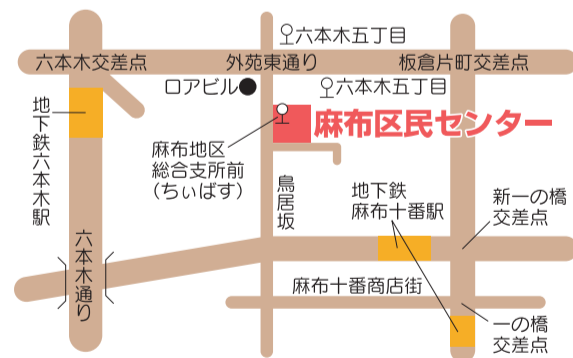 六本木五丁目
六本木交差点
外苑東通り
板倉片町交差点
ロアビル
六本木五丁目
麻布区民センター
地下鉄六本木駅
麻布地区
総合支所前
(ちぃばす)
鳥居坂
地下鉄
麻布十番駅
新一の橋
交差点
六本木通り
麻布十番商店街
一の橋
交差点